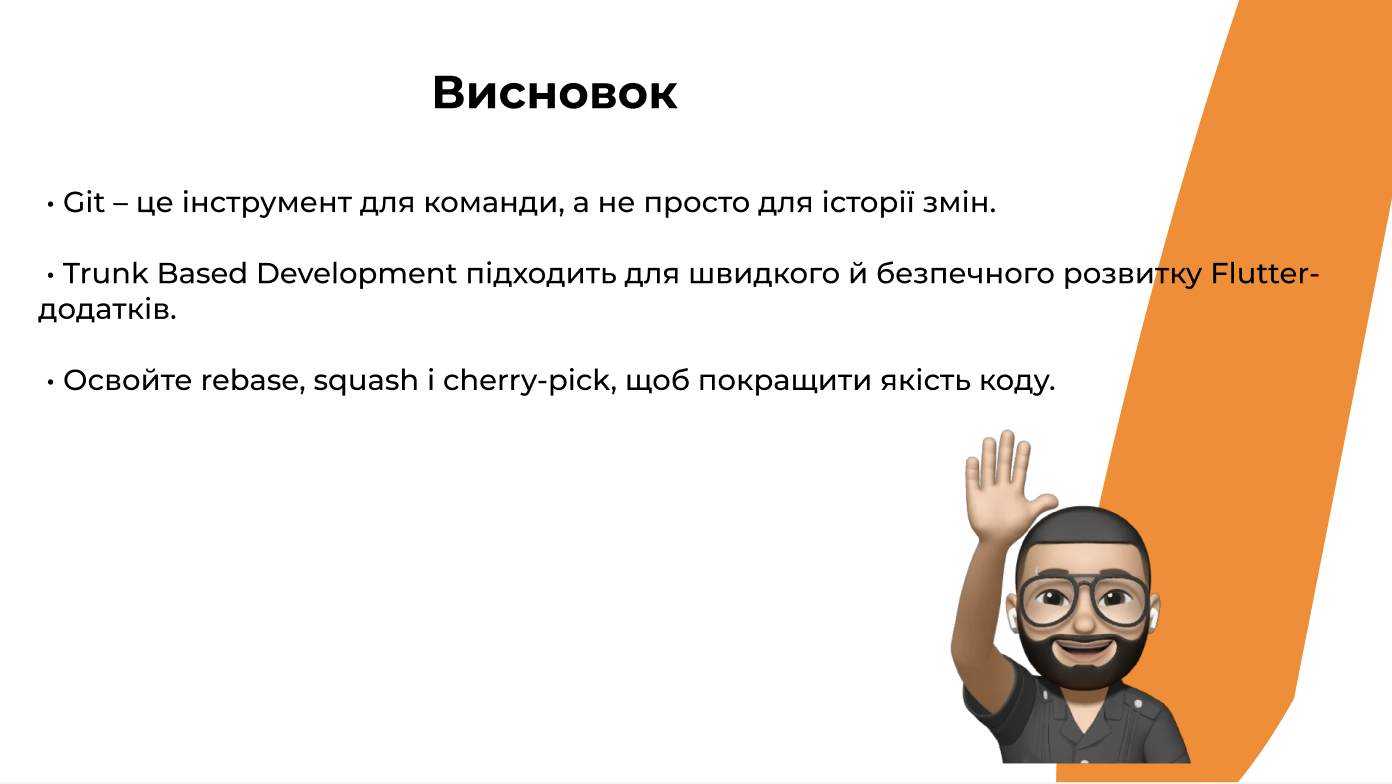 Висновок
• Git – це інструмент для команди, а не просто для історії змін.
• Trunk Based Development підходить для швидкого й безпечного розвитку Flutter-
додатків.
• Освойте rebase, squash і cherry-pick, щоб покращити якість коду.